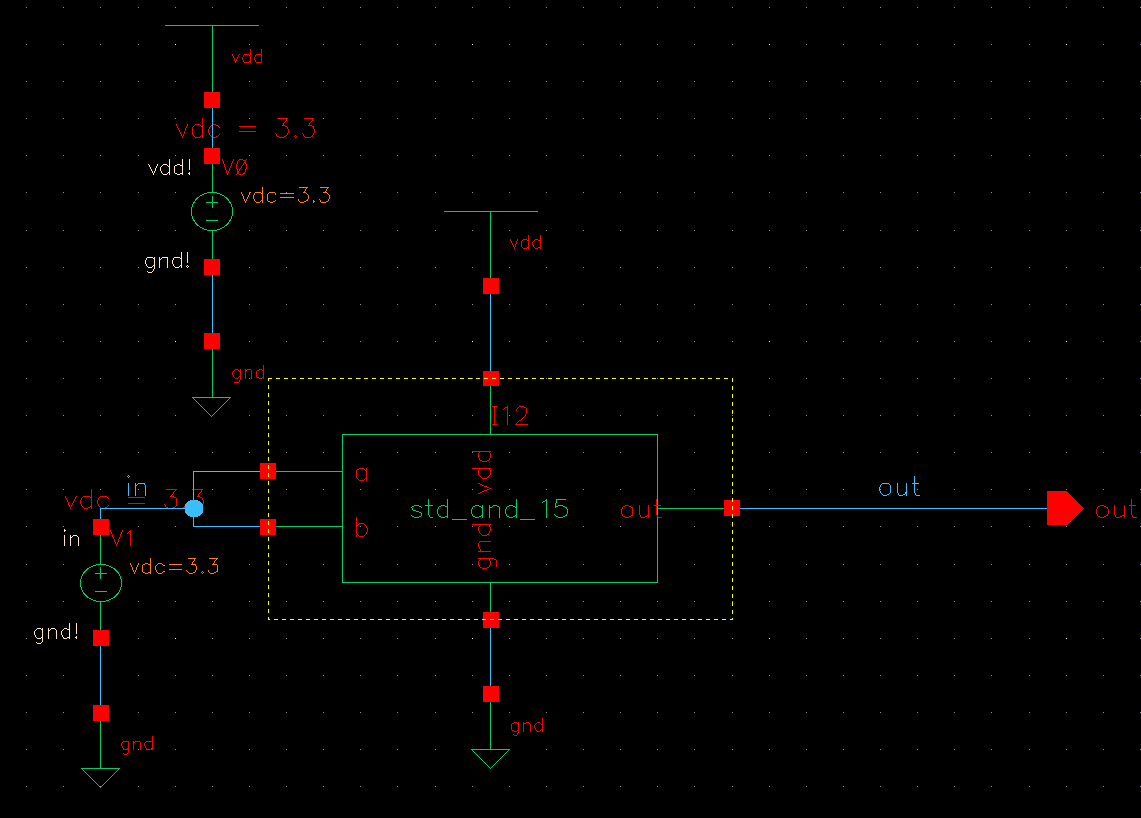 vdd
vdc = 3.3
vdd! V0
vdc=3.3
gnd!
gnd
vdd
I12
in
vdc = 3.3
in V1
vdc=3.3
gnd!
gnd
a
b
vdd
std_and_15
gnd
out
out
out
gnd